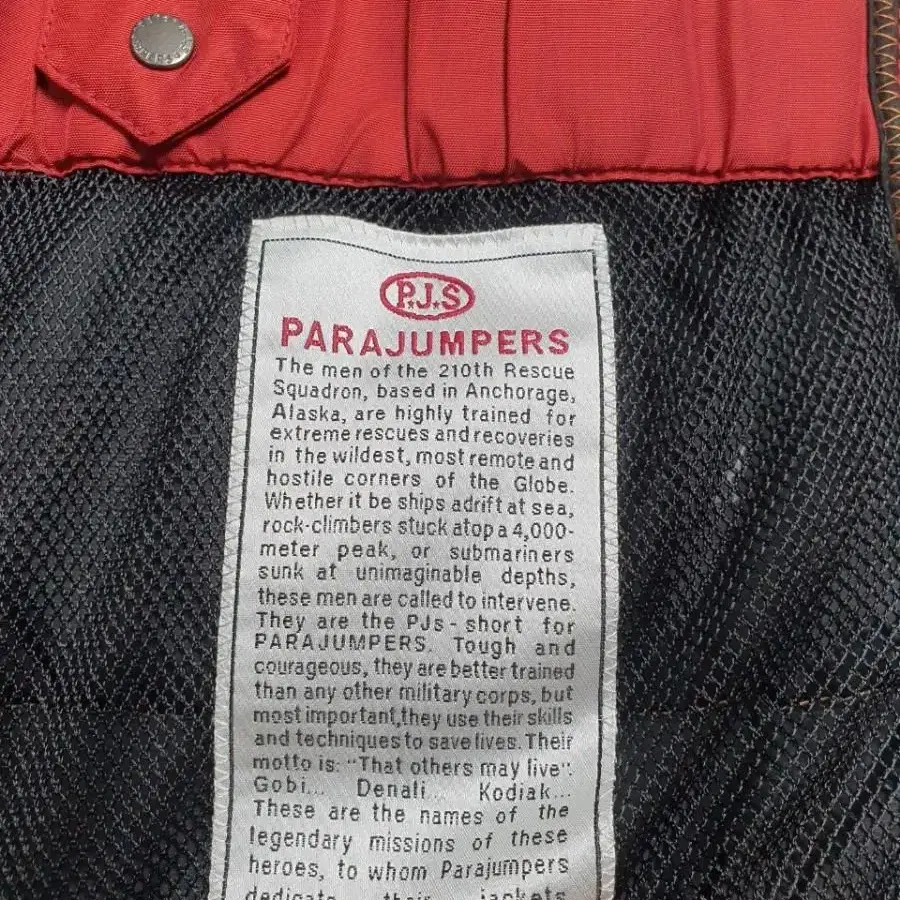 P.J.S
PARAJUMPERS
The men of the 210th Rescue
Squadron, based in Anchorage,
Alaska, are highly trained for
extreme rescues and recoveries
in the wildest, most remote and
hostile corners of the Globe.
Whether it be ships adrift at sea,
rock-climbers stuck atop a 4,000-
meter peak, or submariners
sunk at unimaginable depths,
these men are called to intervene.
They are the PJs - short for
PARAJUMPERS. Tough and
courageous, they are better trained
than any other military corps, but
most important,they use their skills
and techniques to save lives. Their
motto is: "That others may live".
Gobi... Denali... Kodiak...
These are the names of the
legendary missions of these
heroes, to whom Parajumpers
dedicate their jackets